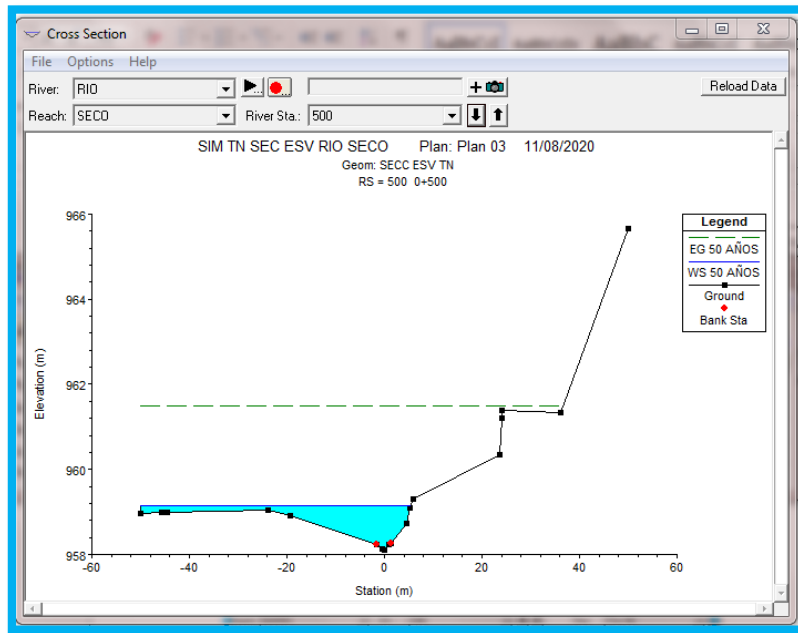 Cross Section
File Options Help
River: RIO
Reload Data
Reach: SECO River Sta.: 500
SIM TN SEC ESV RIO SECO Plan: Plan 03 11/08/2020
Geom: SECC ESV TN
RS = 500 0+500
966
964
962
960
958
Elevation (m)
-60 -40 -20 0 20 40 60
Station (m)
Legend
EG 50 AÑOS
WS 50 AÑOS
Ground
Bank Sta